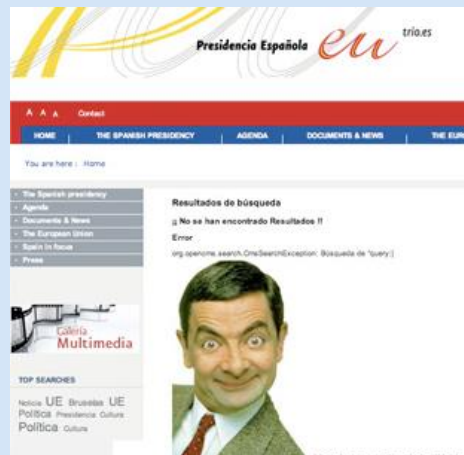 Presidencia Española eu trio.es
A A A Contact
HOME THE SPANISH PRESIDENCY AGENDA DOCUMENTS & NEWS THE EUR
You are here : Home
The Spanish presidency
Agenda
Documents & News
The European Union
Spain in focus
Press
Resultados de búsqueda
¡¡ No se han encontrado Resultados !!
Error
org.opencms.search.CmsSearchException: Búsqueda de "query:[
Galería
Multimedia
TOP SEARCHES
Noticia UE Bruselas UE
Política Presidencia Cultura
Política Cultura